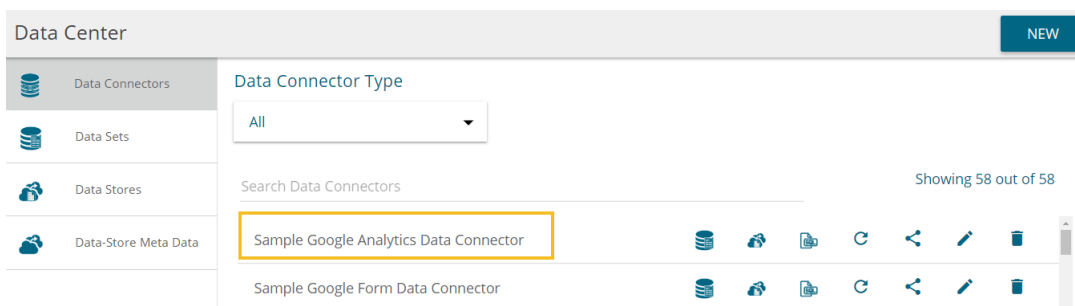 Data Center
NEW
Data Connectors
Data Sets
Data Stores
Data-Store Meta Data
Data Connector Type
All
Search Data Connectors
Showing 58 out of 58
Sample Google Analytics Data Connector
Sample Google Form Data Connector